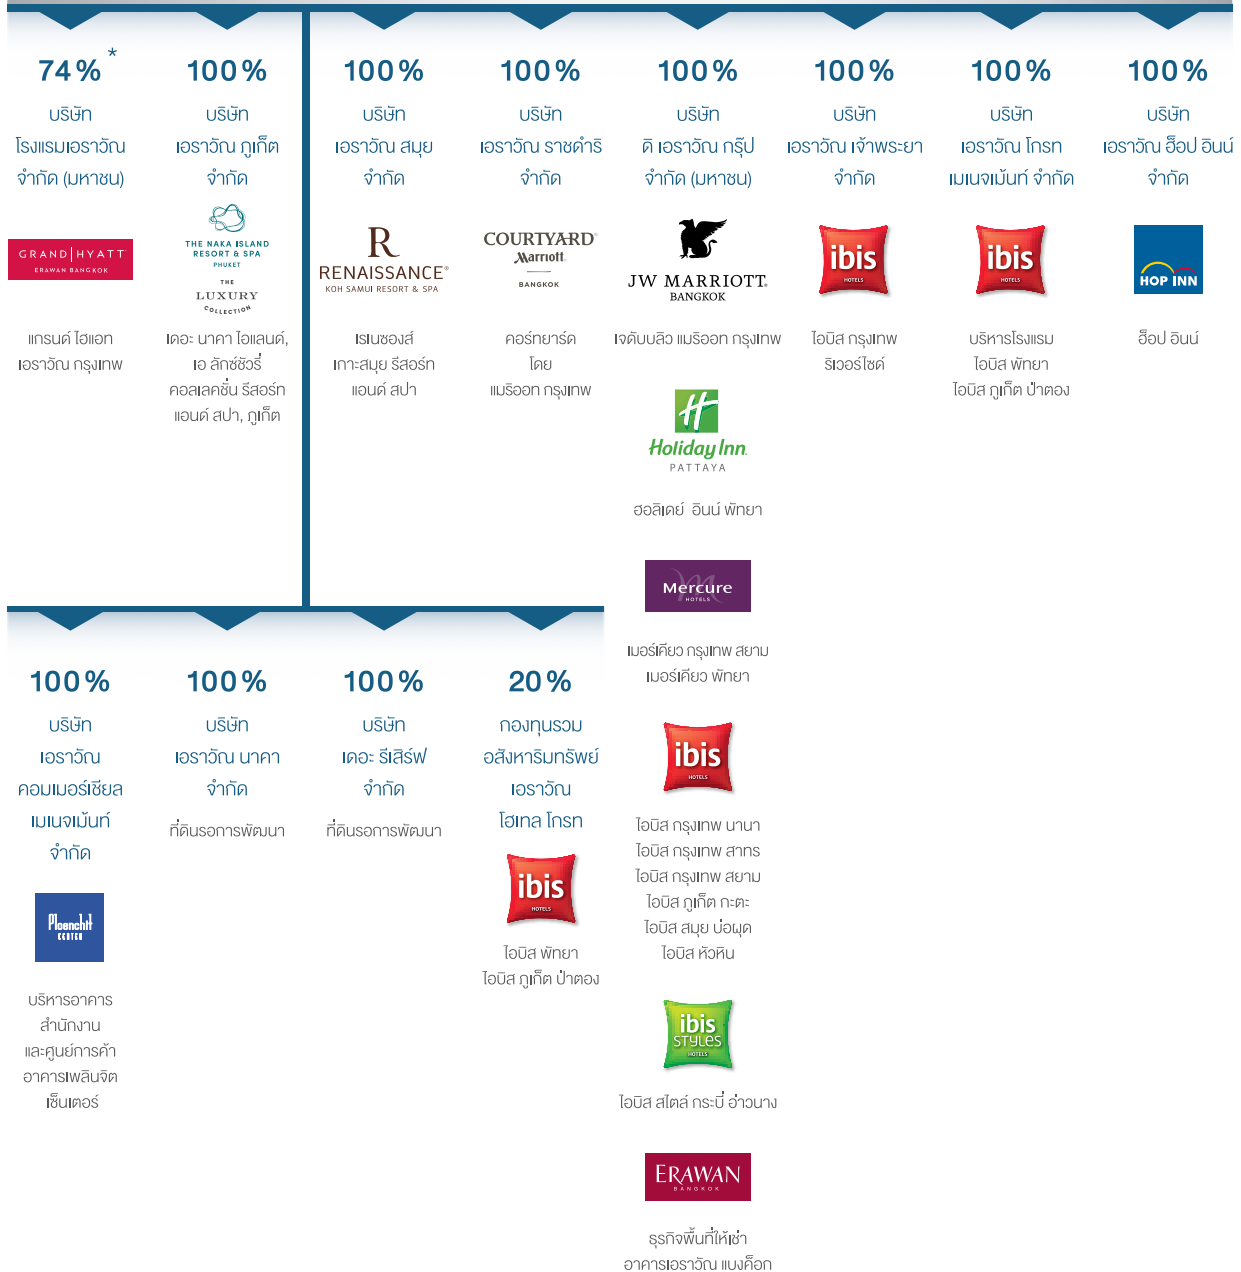 74% *
บริษัท
โรงแรมเอราวัณ
จำกัด (มหาชน)
GRAND HYATT
ERAWAN BANGKOK
แกรนด์ ไฮแอท
เอราวัณ กรุงเทพ
100%
บริษัท
เอราวัณ ภูเก็ต
จำกัด
THE NAKA ISLAND
RESORT & SPA
PHUKET
THE
LUXURY
COLLECTION
เดอะ นาคา ไอแลนด์,
เอ ลักซ์ชัวรี่
คอลเลคชั่น รีสอร์ท
แอนด์ สปา, ภูเก็ต
100%
บริษัท
เอราวัณ สมุย
จำกัด
R
RENAISSANCE®
KOH SAMUI RESORT & SPA
เรเนซองส์
เกาะสมุย รีสอร์ท
แอนด์ สปา
100%
บริษัท
เอราวัณ ราชดำริ
จำกัด
COURTYARD®
Marriott
BANGKOK
คอร์ทยาร์ด
โดย
แมริออท กรุงเทพ
100%
บริษัท
ดิ เอราวัณ กรุ๊ป
จำกัด (มหาชน)
JW MARRIOTT.
BANGKOK
เจดับบลิว แมริออท กรุงเทพ
H
Holiday Inn
PATTAYA
ฮอลิเดย์ อินน์ พัทยา
Mercure
HOTELS
เมอร์เคียว กรุงเทพ สยาม
เมอร์เคียว พัทยา
ibis
HOTELS
ไอบิส กรุงเทพ นานา
ไอบิส กรุงเทพ สาทร
ไอบิส กรุงเทพ สยาม
ไอบิส ภูเก็ต กะตะ
ไอบิส สมุย บ่อผุด
ไอบิส หัวหิน
ibis
STYLES
HOTELS
ไอบิส สไตล์ กระบี่ อ่าวนาง
ERAWAN
BANGKOK
ธุรกิจพื้นที่ให้เช่า
อาคารเอราวัณ แบงค็อก
100%
บริษัท
เอราวัณ เจ้าพระยา
จำกัด
ibis
HOTELS
ไอบิส กรุงเทพ
ริเวอร์ไซด์
100%
บริษัท
เอราวัณ โกรท
แมเนจเม้นท์ จำกัด
ibis
HOTELS
บริหารโรงแรม
ไอบิส พัทยา
ไอบิส ภูเก็ต ป่าตอง
100%
บริษัท
เอราวัณ ฮ็อป อินน์
จำกัด
HOP INN
ฮ็อป อินน์
100%
บริษัท
เอราวัณ
คอมเมอร์เชียล
แมเนจเม้นท์
จำกัด
Ploenchit
CENTER
บริหารอาคาร
สำนักงาน
และศูนย์การค้า
อาคารเพลินจิต
เซ็นเตอร์
100%
บริษัท
เอราวัณ นาคา
จำกัด
ที่ดินรอการพัฒนา
100%
บริษัท
เดอะ รีเสิร์ฟ
จำกัด
ที่ดินรอการพัฒนา
20%
กองทุนรวม
อสังหาริมทรัพย์
เอราวัณ
โฮเทล โกรท
ibis
HOTELS
ไอบิส พัทยา
ไอบิส ภูเก็ต ป่าตอง